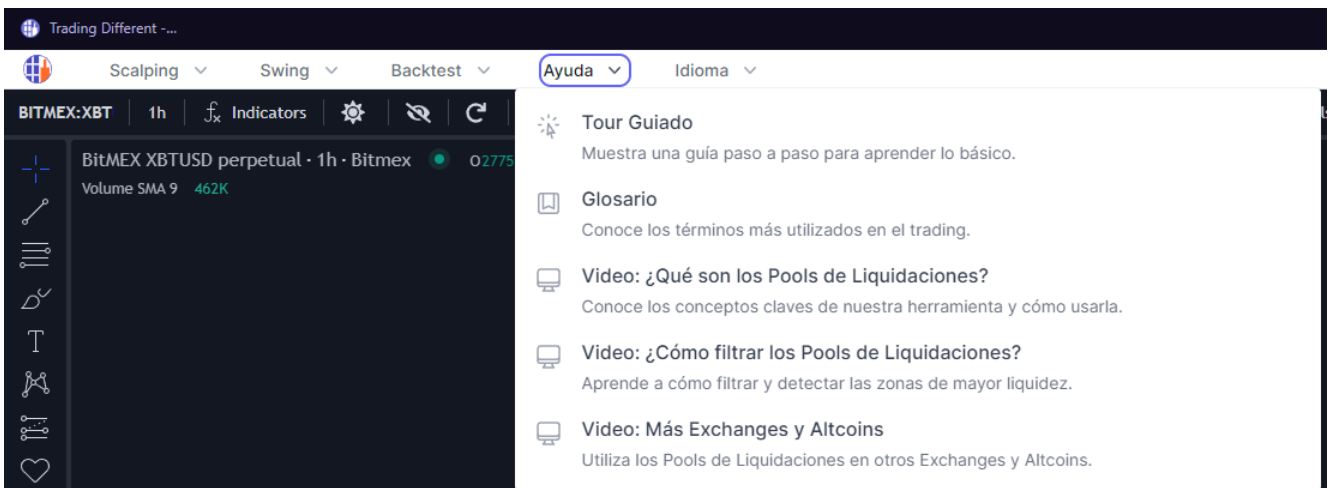 Trading Different -...
Scalping Swing Backtest Ayuda Idioma
BITMEX:XBT 1h fx Indicators
BitMEX XBTUSD perpetual · 1h · Bitmex O2775
Volume SMA 9 462K
Tour Guiado
Muestra una guía paso a paso para aprender lo básico.
Glosario
Conoce los términos más utilizados en el trading.
Video: ¿Qué son los Pools de Liquidaciones?
Conoce los conceptos claves de nuestra herramienta y cómo usarla.
Video: ¿Cómo filtrar los Pools de Liquidaciones?
Aprende a cómo filtrar y detectar las zonas de mayor liquidez.
Video: Más Exchanges y Altcoins
Utiliza los Pools de Liquidaciones en otros Exchanges y Altcoins.